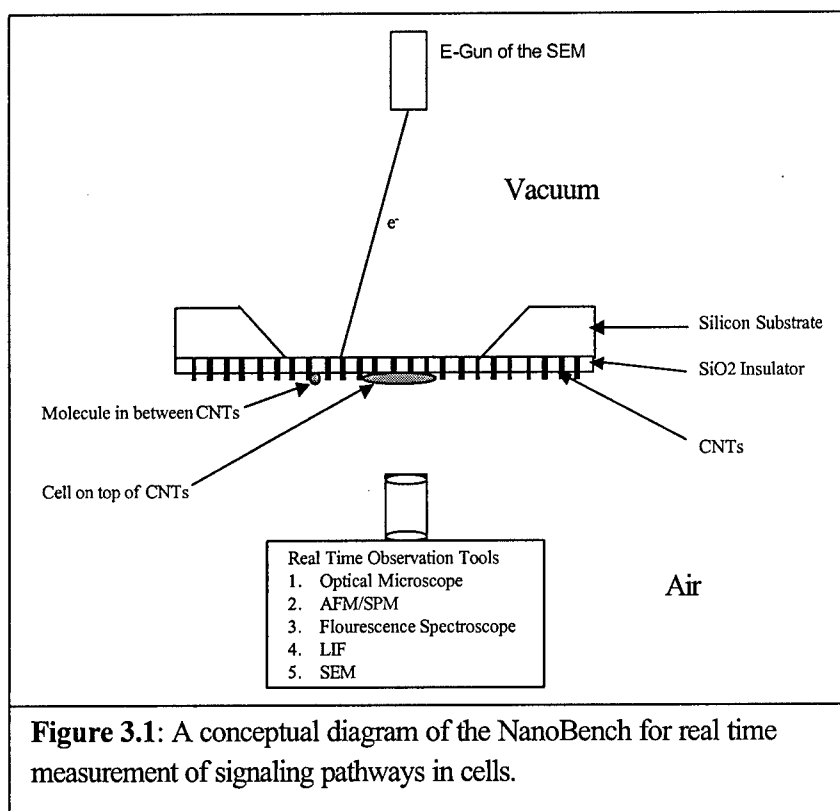 E-Gun of the SEM
Vacuum
e-
Silicon Substrate
SiO2 Insulator
Molecule in between CNTs
CNTs
Cell on top of CNTs
Real Time Observation Tools
1. Optical Microscope
2. AFM/SPM
3. Flourescence Spectroscope
4. LIF
5. SEM
Air
Figure 3.1: A conceptual diagram of the NanoBench for real time
measurement of signaling pathways in cells.